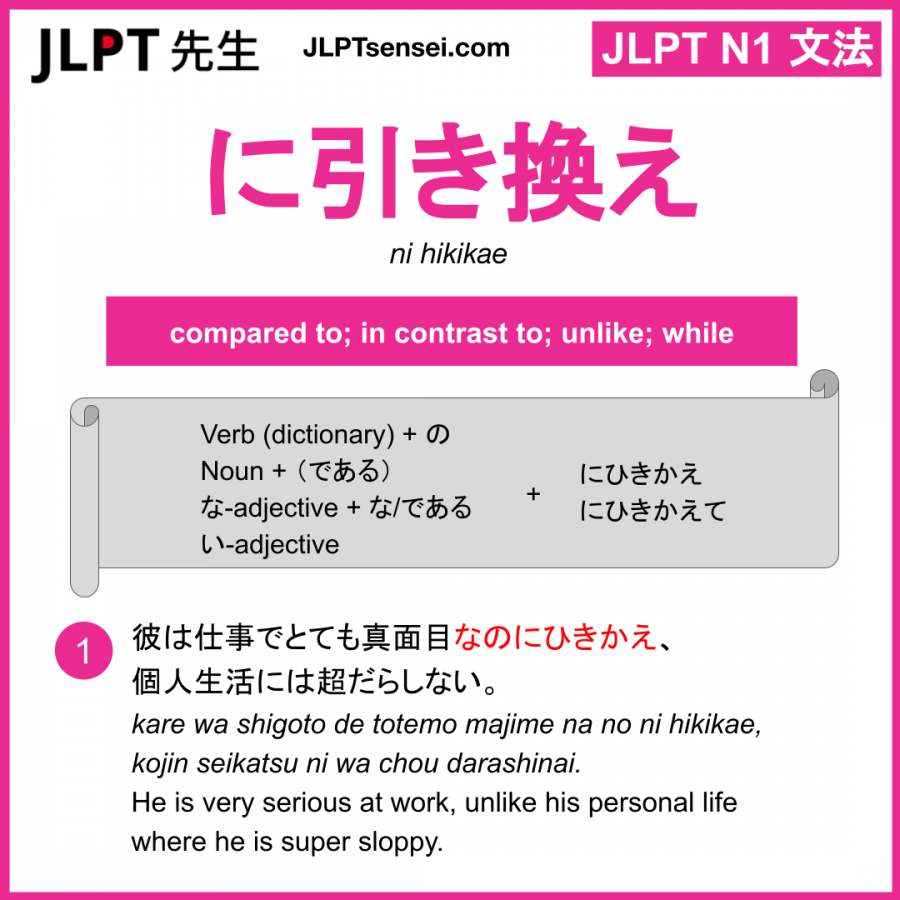 JLPT 先生
JLPTsensei.com
JLPT N1 文法
に引き換え
ni hikikae
compared to; in contrast to; unlike; while
Verb (dictionary) + の
Noun + （である）
な-adjective + な/である
い-adjective
+
にひきかえ
にひきかえて
1
彼は仕事でとても真面目なのにひきかえ、
個人生活には超だらしない。
kare wa shigoto de totemo majime na no ni hikikae,
kojin seikatsu ni wa chou darashinai.
He is very serious at work, unlike his personal life
where he is super sloppy.